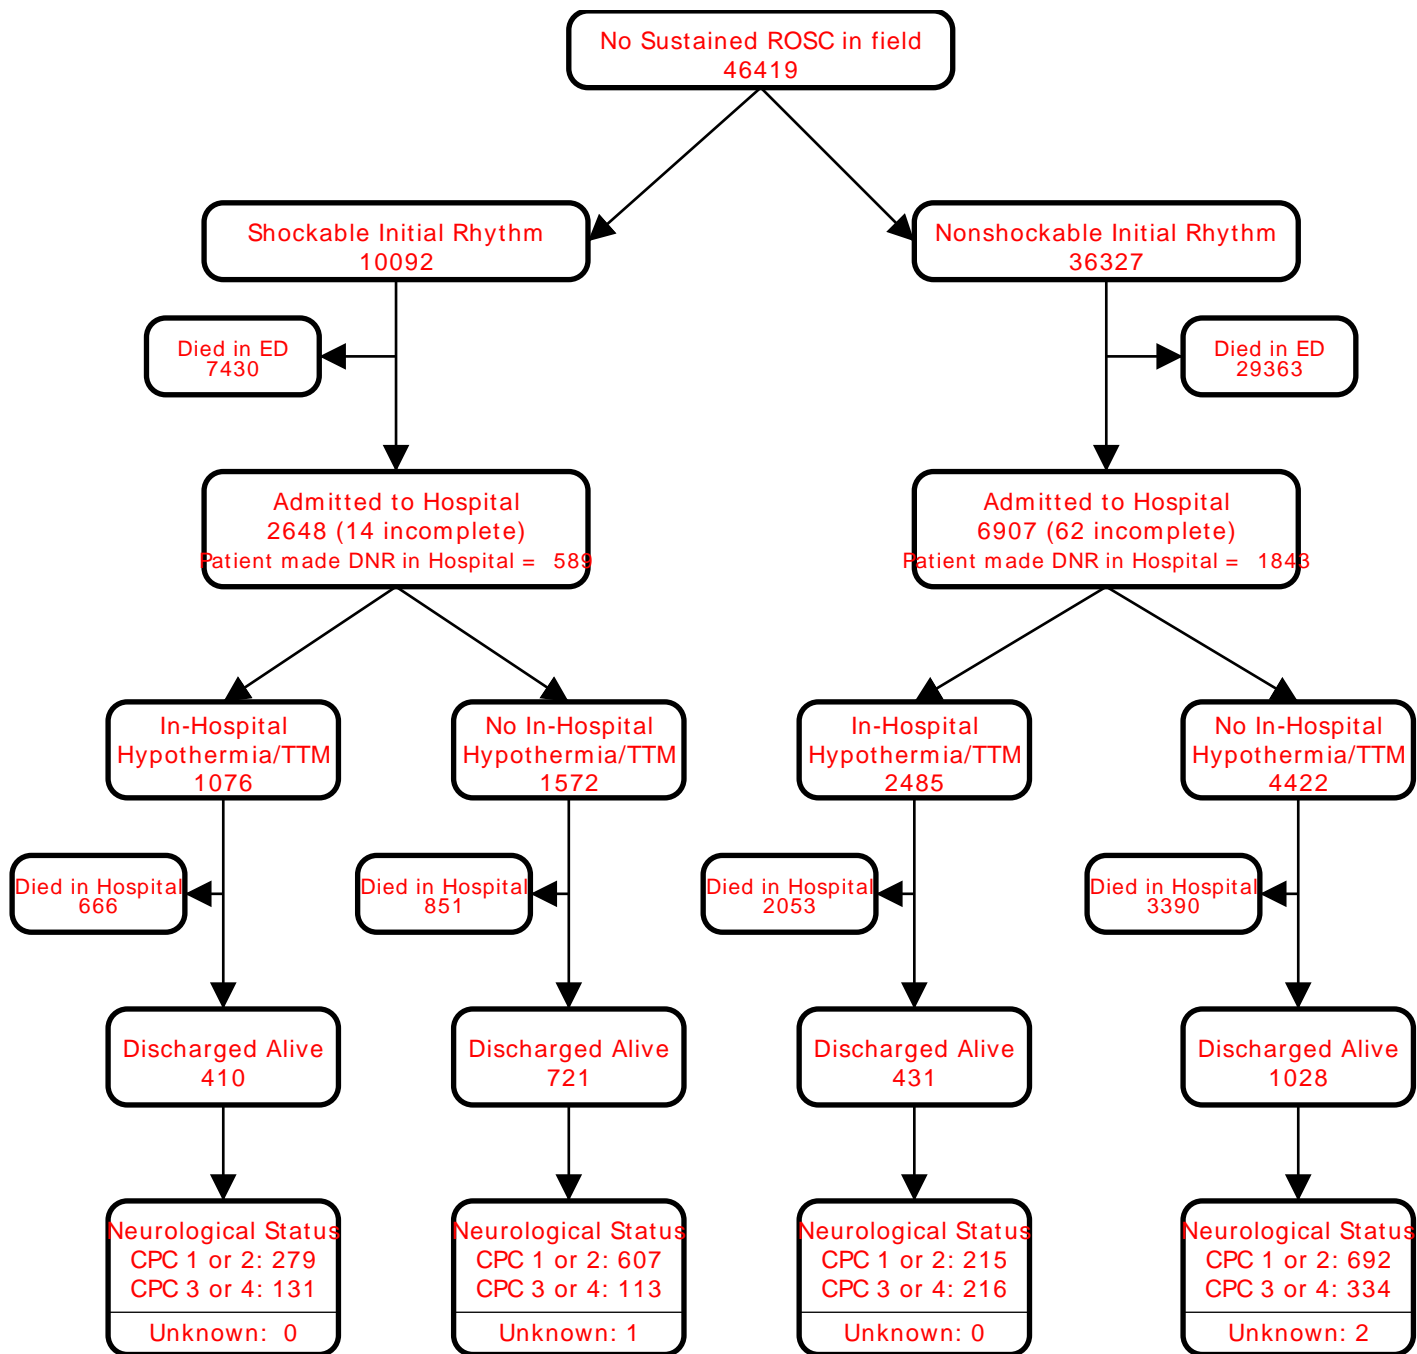 No Sustained ROSC in field
46419
Shockable Initial Rhythm
10092
Nonshockable Initial Rhythm
36327
Died in ED
7430
Died in ED
29363
Admitted to Hospital
2648 (14 incomplete)
Patient made DNR in Hospital = 589
Admitted to Hospital
6907 (62 incomplete)
Patient made DNR in Hospital = 1843
In-Hospital
Hypothermia/TTM
1076
No In-Hospital
Hypothermia/TTM
1572
In-Hospital
Hypothermia/TTM
2485
No In-Hospital
Hypothermia/TTM
4422
Died in Hospital
666
Died in Hospital
851
Died in Hospital
2053
Died in Hospital
3390
Discharged Alive
410
Discharged Alive
721
Discharged Alive
431
Discharged Alive
1028
Neurological Status
CPC 1 or 2: 279
CPC 3 or 4: 131
Unknown: 0
Neurological Status
CPC 1 or 2: 607
CPC 3 or 4: 113
Unknown: 1
Neurological Status
CPC 1 or 2: 215
CPC 3 or 4: 216
Unknown: 0
Neurological Status
CPC 1 or 2: 692
CPC 3 or 4: 334
Unknown: 2